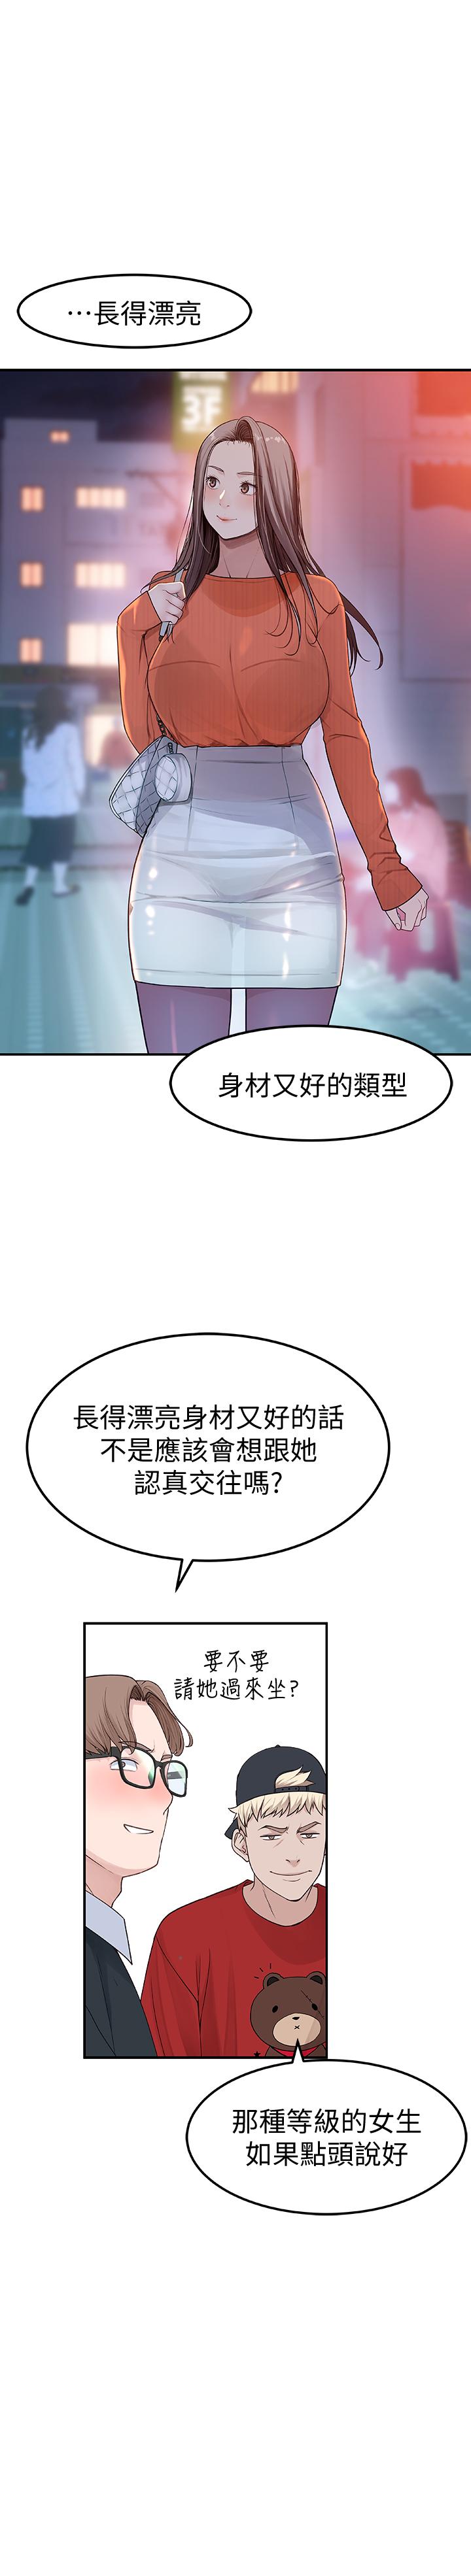 …長得漂亮
3F
身材又好的類型
長得漂亮身材又好的話
不是應該會想跟她
認真交往嗎?
要不要
請她過來坐?
那種等級的女生
如果點頭說好